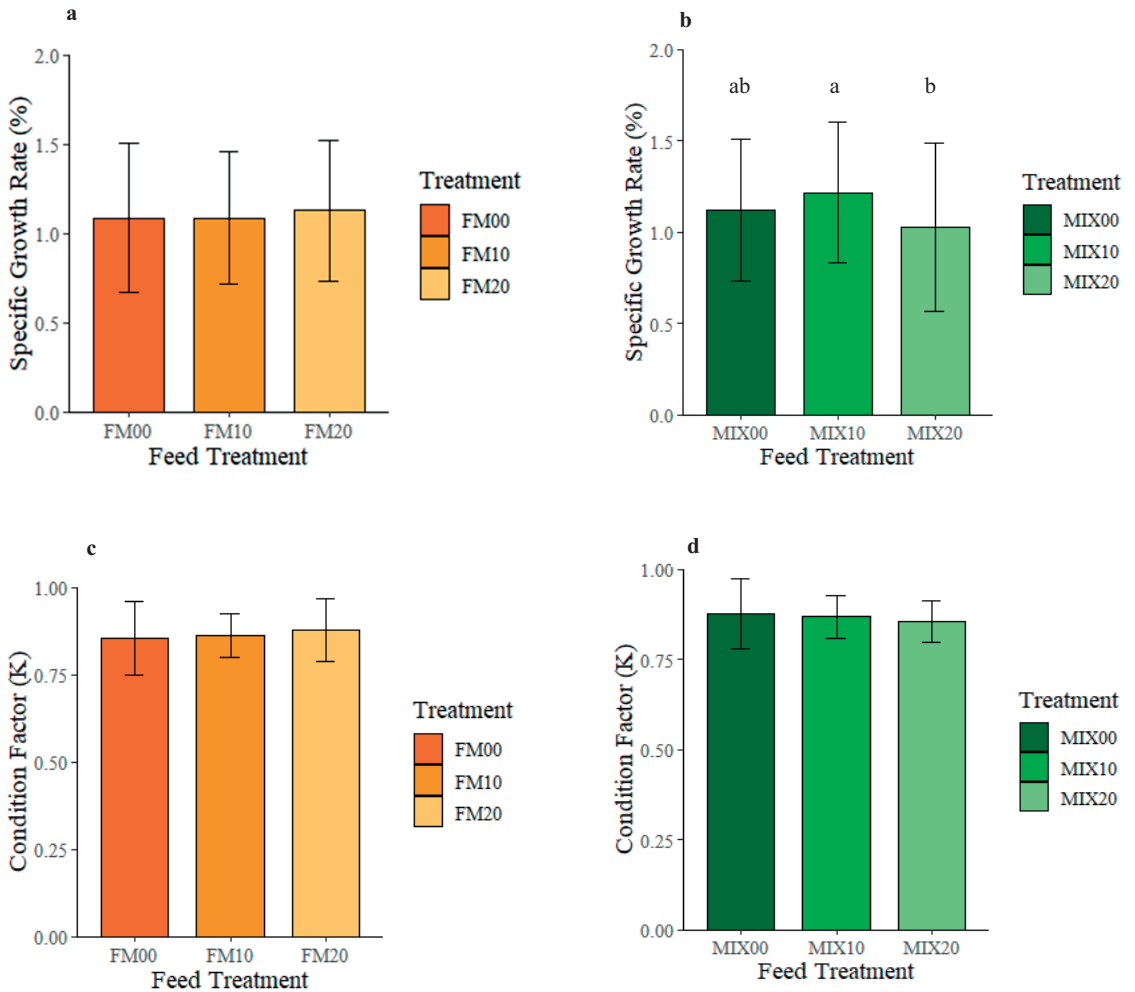 a
Specific Growth Rate (%)
2.0
1.5
1.0
0.5
0.0
FM00 FM10 FM20
Feed Treatment
Treatment
FM00
FM10
FM20
b
Specific Growth Rate (%)
2.0
1.5
1.0
0.5
0.0
ab a b
MIX00 MIX10 MIX20
Feed Treatment
Treatment
MIX00
MIX10
MIX20
c
Condition Factor (K)
1.00
0.75
0.50
0.25
0.00
FM00 FM10 FM20
Feed Treatment
Treatment
FM00
FM10
FM20
d
Condition Factor (K)
1.00
0.75
0.50
0.25
0.00
MIX00 MIX10 MIX20
Feed Treatment
Treatment
MIX00
MIX10
MIX20